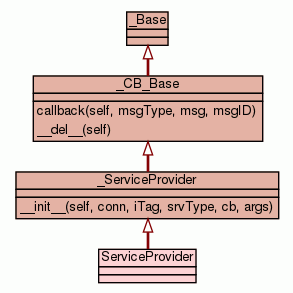 _Base
_CB_Base
callback(self, msgType, msg, msgID)
__del__(self)
_ServiceProvider
__init__(self, conn, iTag, srvType, cb, args)
ServiceProvider